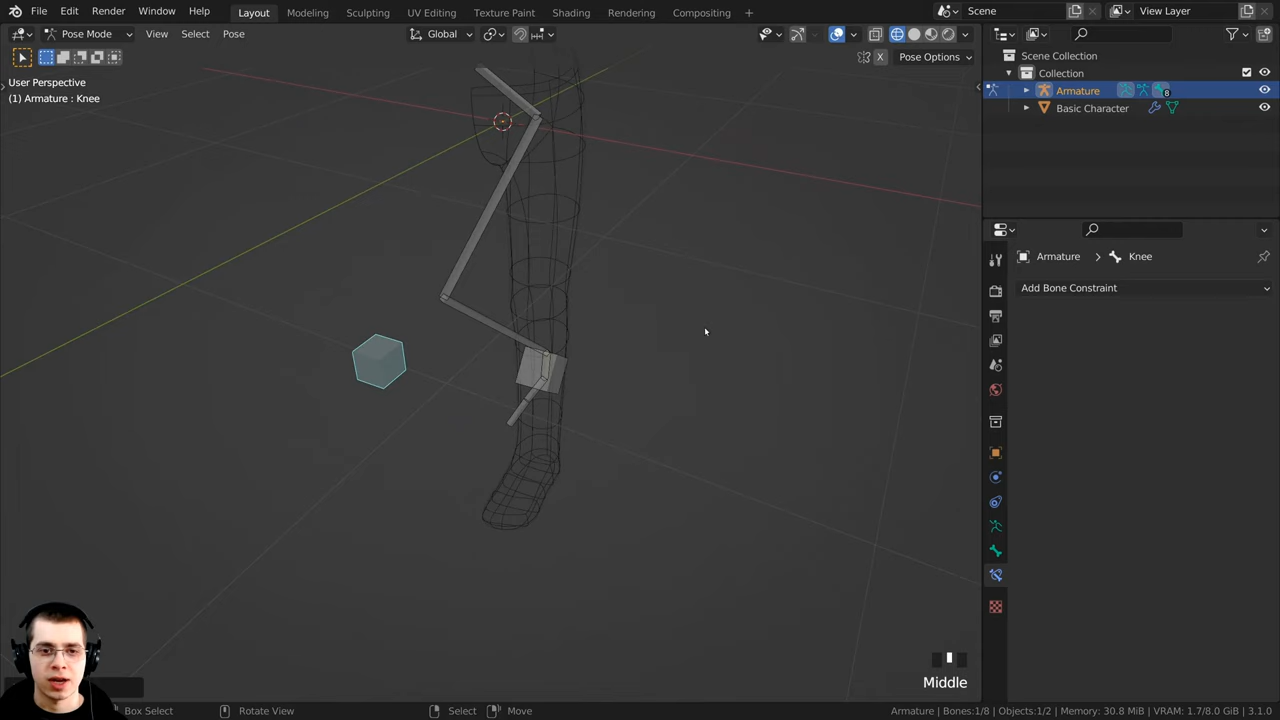 File Edit Render Window Help Layout Modeling Sculpting UV Editing Texture Paint Shading Rendering Compositing + Scene View Layer
Pose Mode View Select Pose Global
X Pose Options
User Perspective
(1) Armature : Knee
Scene Collection
Collection
Armature 8
Basic Character
Armature > Knee
Add Bone Constraint
Middle
Box Select Rotate View Select Move Armature | Bones:1/8 | Objects:1/2 | Memory: 30.8 MiB | VRAM: 1.7/8.0 GiB | 3.1.0